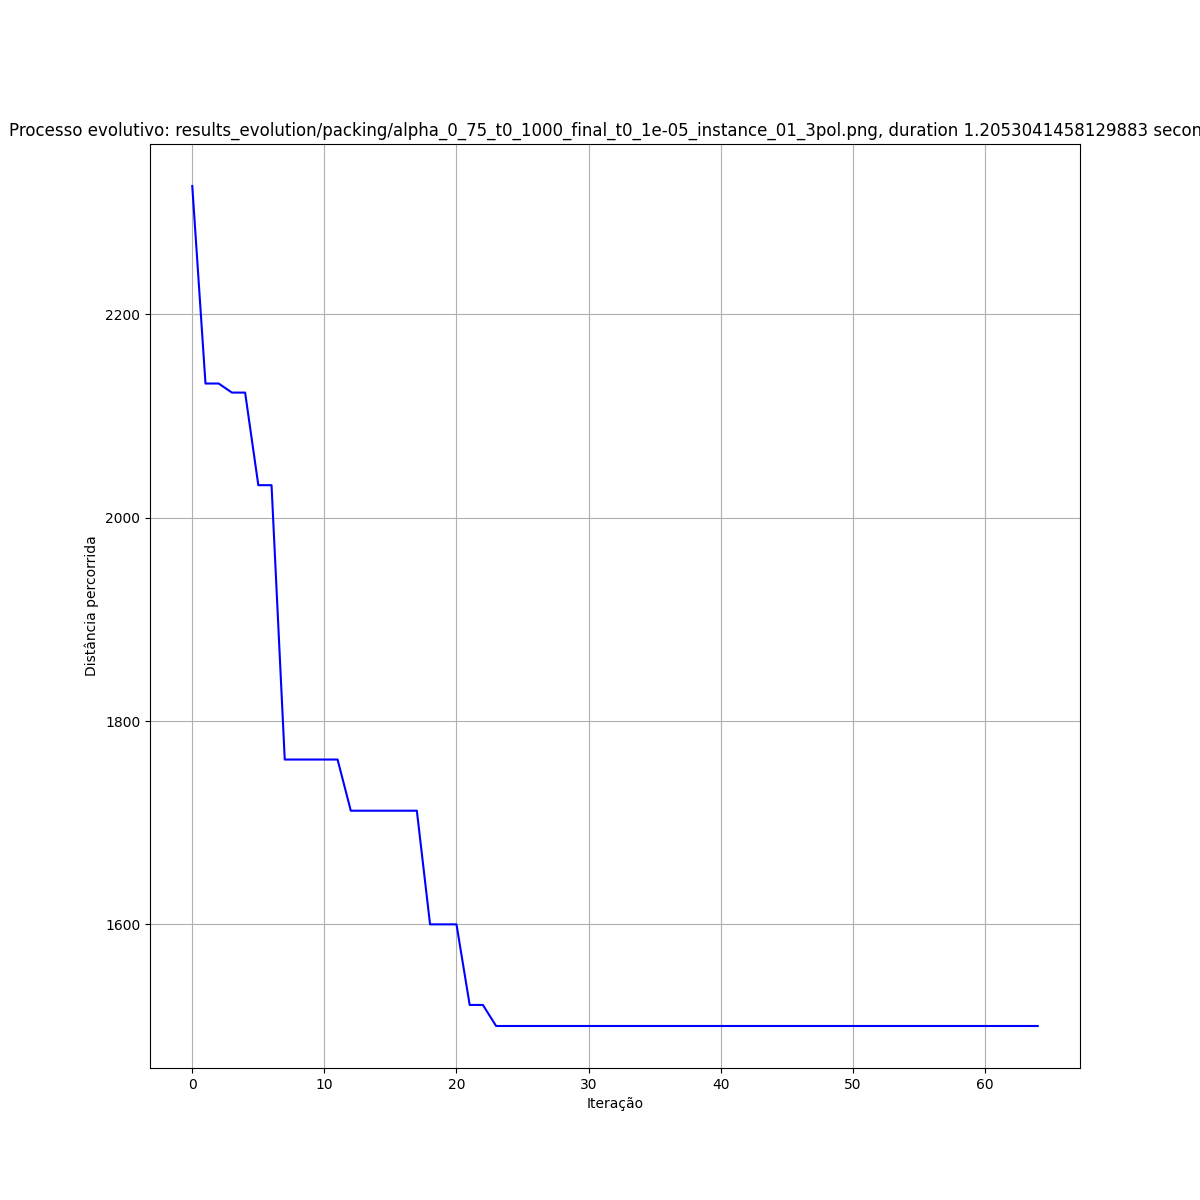 Processo evolutivo: results_evolution/packing/alpha_0_75_t0_1000_final_t0_1e-05_instance_01_3pol.png, duration 1.2053041458129883 secon
2200
2000
1800
1600
Distância percorrida
0 10 20 30 40 50 60
Iteração